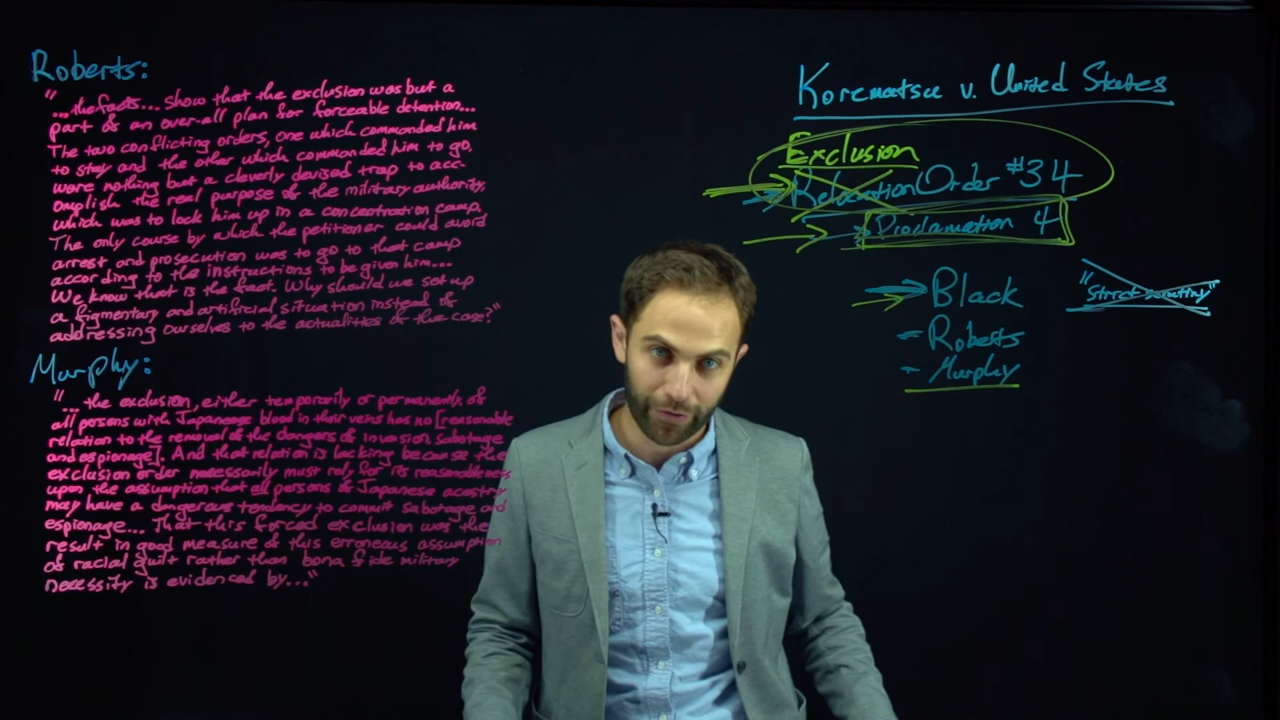 Roberts:
"...the facts... show that the exclusion was but a
part of an over-all plan for forceable detention...
The two conflicting orders, one which commanded him
to stay and the other which commanded him to go,
were nothing but a cleverly devised trap to acc-
omplish the real purpose of the military authority,
which was to lock him up in a concentration camp.
The only course by which the petitioner could avoid
arrest and prosecution was to go to that camp
according to the instructions to be given him...
We know that is the fact. Why should we set up
a figmentary and artificial situation instead of
addressing ourselves to the actualities of the case?"
Murphy:
"... the exclusion, either temporarily or permanently, of
all persons with Japanese blood in their veins has no [reasonable
relation to the removal of the dangers of invasion, sabotage
and espionage]. And that relation is lacking because the
exclusion order necessarily must rely for its reasonableness
upon the assumption that all persons of Japanese acestry
may have a dangerous tendency to commit sabotage and
espionage... That this forced exclusion was the
result in good measure of this erroneous assumption
of racial guilt rather than bona fide military
necessity is evidenced by..."
Korematsu v. United States
Exclusion
Relocation Order #34
Proclamation 4
Black
"Strict scrutiny"
- Roberts
- Murphy